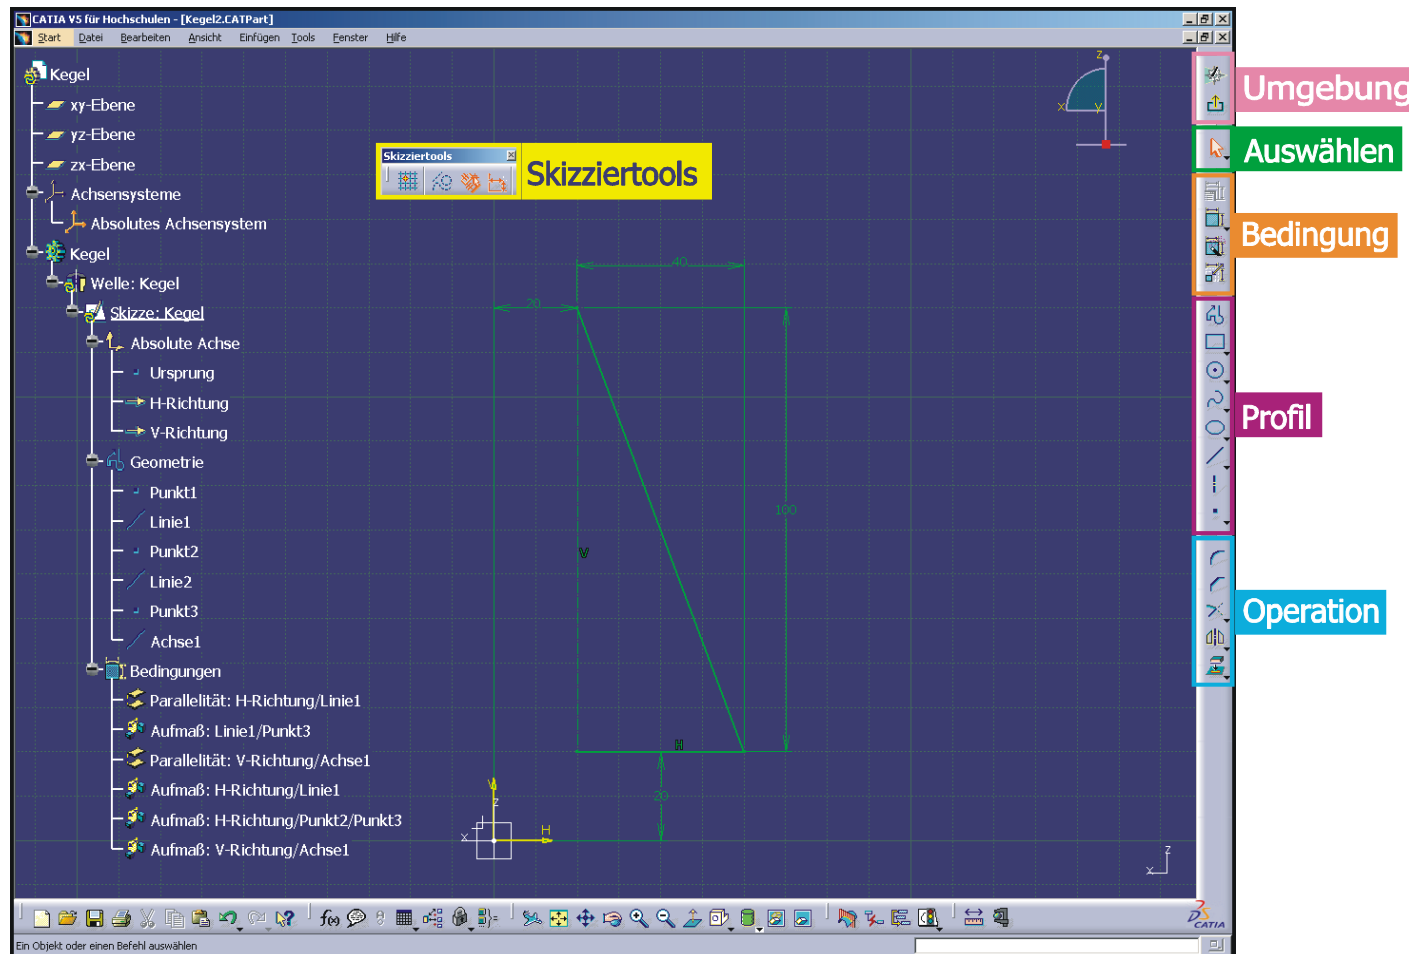 CATIA V5 für Hochschulen - [Kegel2.CATPart]
Start Datei Bearbeiten Ansicht Einfügen Tools Fenster Hilfe
Kegel
xy-Ebene
yz-Ebene
zx-Ebene
Achsensysteme
Absolutes Achsensystem
Kegel
Welle: Kegel
Skizze: Kegel
Absolute Achse
Ursprung
H-Richtung
V-Richtung
Geometrie
Punkt1
Linie1
Punkt2
Linie2
Punkt3
Achse1
Bedingungen
Parallelität: H-Richtung/Linie1
Aufmaß: Linie1/Punkt3
Parallelität: V-Richtung/Achse1
Aufmaß: H-Richtung/Linie1
Aufmaß: H-Richtung/Punkt2/Punkt3
Aufmaß: V-Richtung/Achse1
Skizziertools
Skizziertools
40
20
100
V
H
20
V
z
x
H
z
x
y
z
x
Umgebung
Auswählen
Bedingung
Profil
Operation
f(x)
CATIA
Ein Objekt oder einen Befehl auswählen